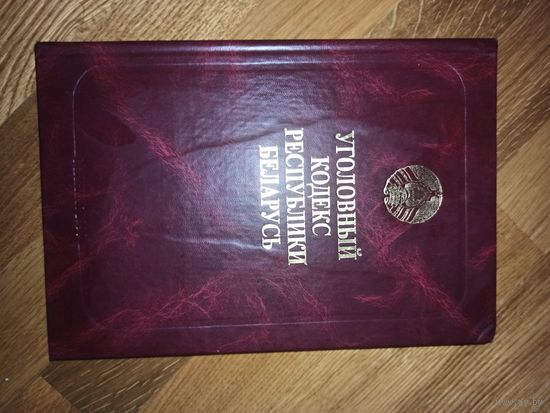 УГОЛОВНЫЙ
КОДЕКС
РЕСПУБЛИКИ
БЕЛАРУСЬ